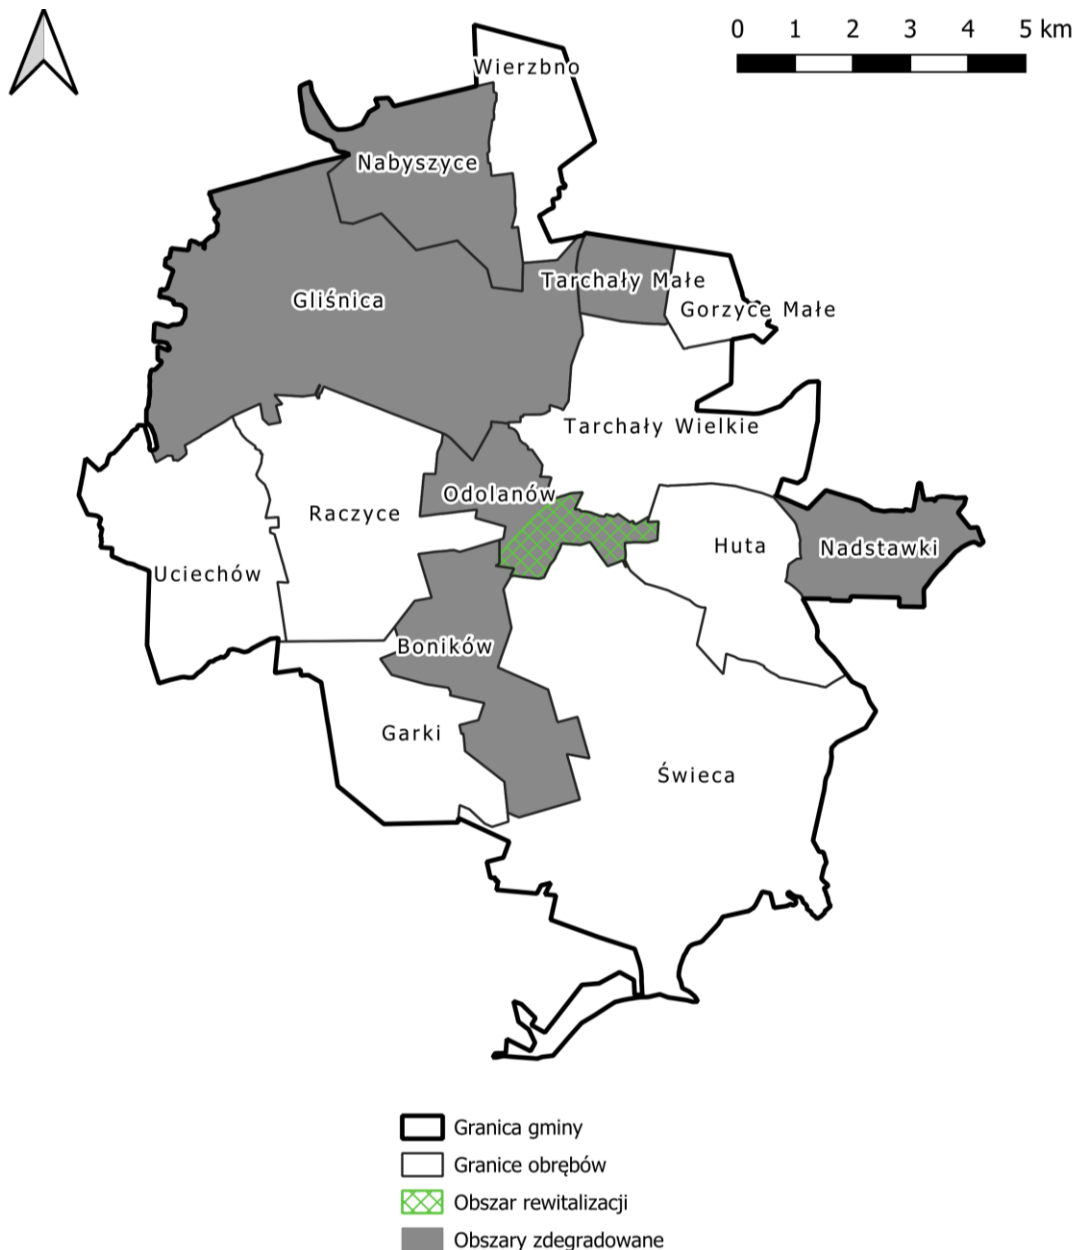 0 1 2 3 4 5 km
Wierzbno
Nabyszyce
Tarchały Małe
Gliśnica
Gorzyce Małe
Tarchały Wielkie
Odolanów
Raczyce
Huta
Nadstawki
Uciechów
Boników
Garki
Świeca
Granica gminy
Granice obrębów
Obszar rewitalizacji
Obszary zdegradowane